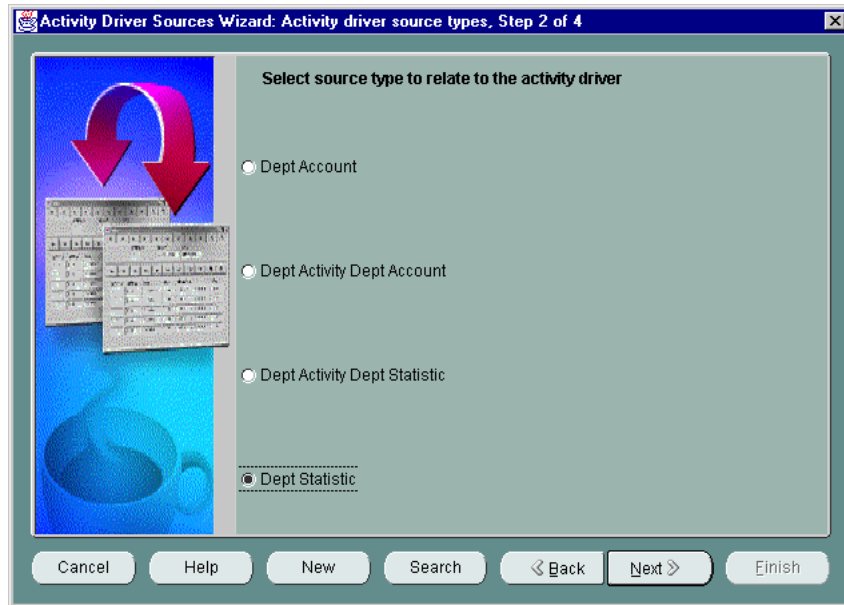 Activity Driver Sources Wizard: Activity driver source types, Step 2 of 4
Select source type to relate to the activity driver
Dept Account
Dept Activity Dept Account
Dept Activity Dept Statistic
Dept Statistic
Cancel
Help
New
Search
Back
Next
Finish